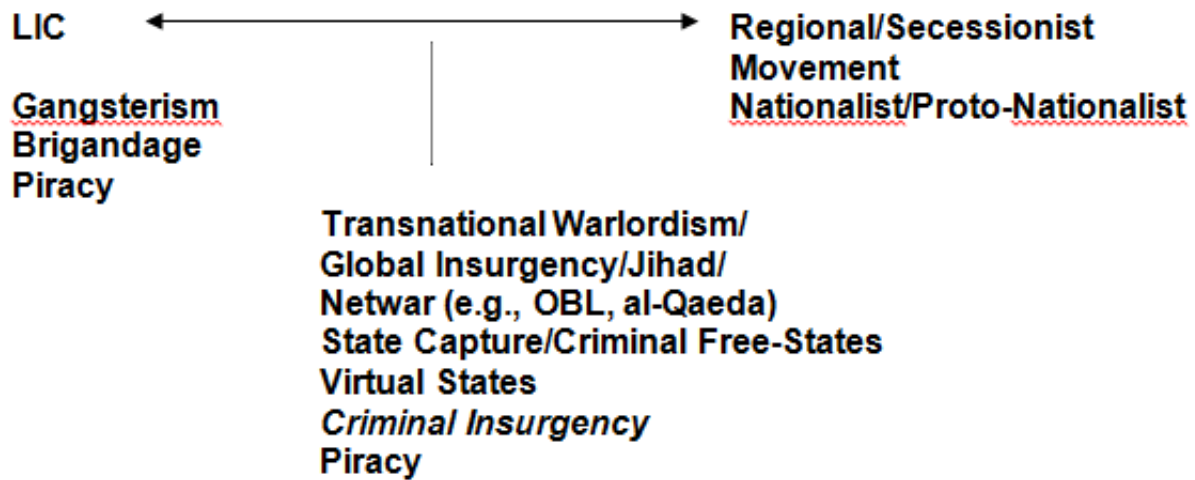 LIC
Gangsterism
Brigandage
Piracy
Regional/Secessionist
Movement
Nationalist/Proto-Nationalist
Transnational Warlordism/
Global Insurgency/Jihad/
Netwar (e.g., OBL, al-Qaeda)
State Capture/Criminal Free-States
Virtual States
Criminal Insurgency
Piracy